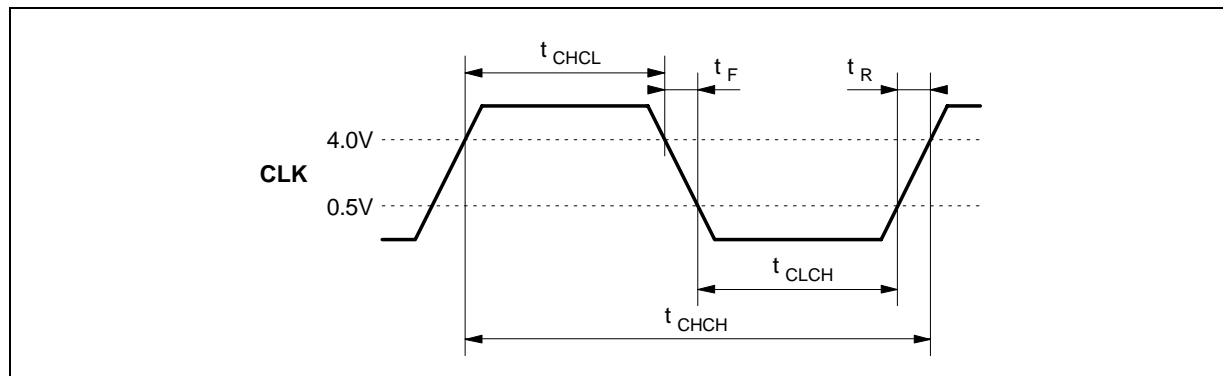 t CHCL
t F
t R
4.0V
CLK
0.5V
t CLCH
t CHCH